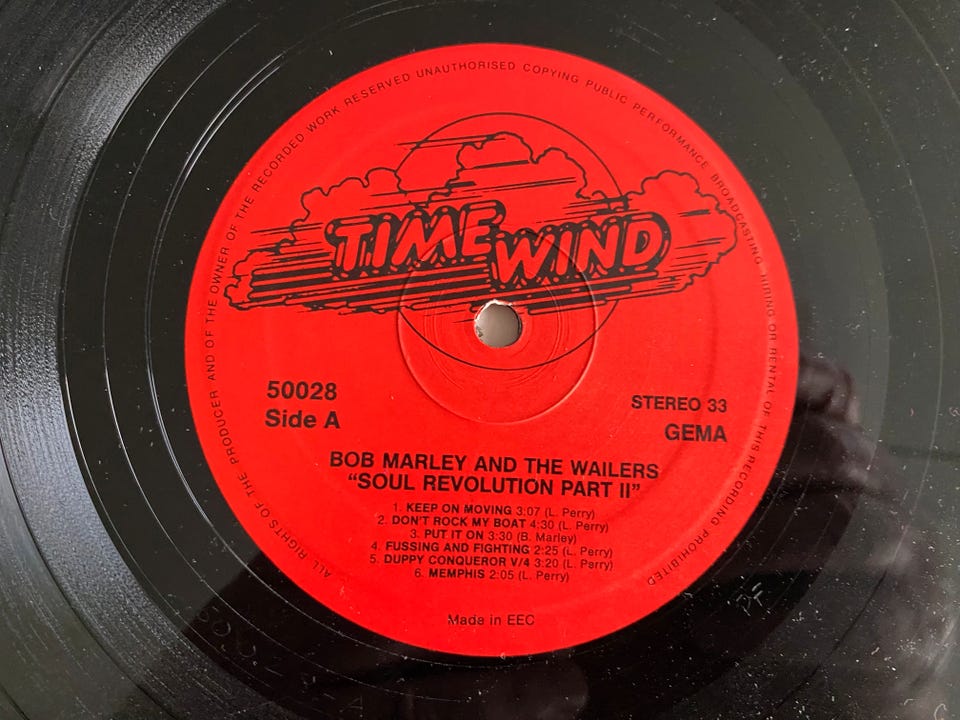 ALL RIGHTS OF THE PRODUCER AND OF THE OWNER OF THE RECORDED WORK RESERVED UNAUTHORISED COPYING PUBLIC PERFORMANCE BROADCASTING HIRING OR RENTAL OF THIS RECORDING PROHIBITED
TIME WIND
50028
Side A
STEREO 33
GEMA
BOB MARLEY AND THE WAILERS
“SOUL REVOLUTION PART II”
1. KEEP ON MOVING 3:07 (L. Perry)
2. DON'T ROCK MY BOAT 4:30 (L. Perry)
3. PUT IT ON 3:30 (B. Marley)
4. FUSSING AND FIGHTING 2:25 (L. Perry)
5. DUPPY CONQUEROR V/4 3:20 (L. Perry)
6. MEMPHIS 2:05 (L. Perry)
Made in EEC